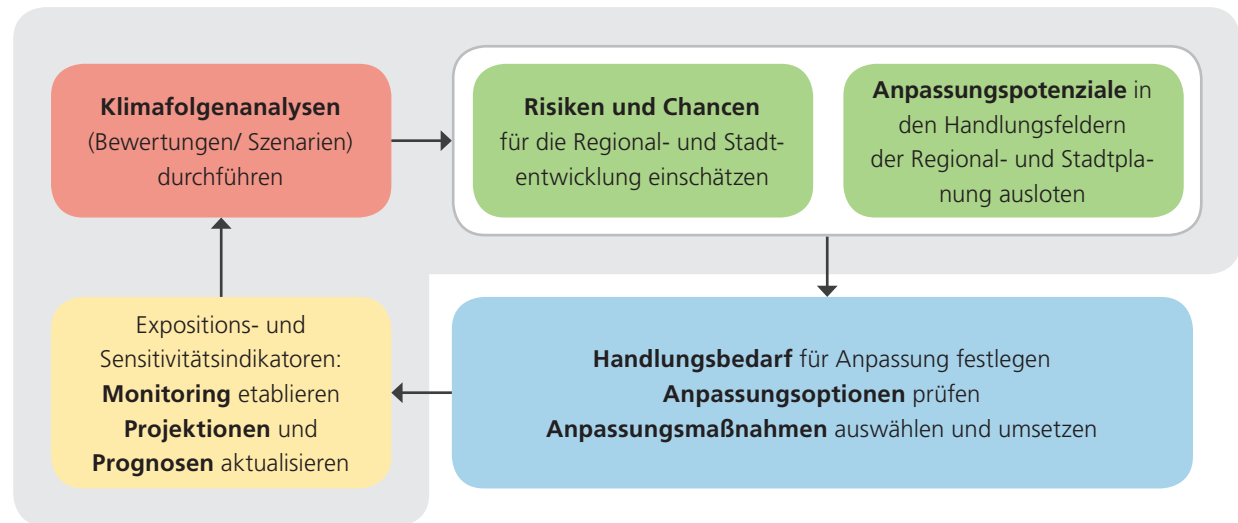 Klimafolgenanalysen
(Bewertungen/ Szenarien)
durchführen
Risiken und Chancen
für die Regional- und Stadt-
entwicklung einschätzen
Anpassungspotenziale in
den Handlungsfeldern
der Regional- und Stadtpla-
nung ausloten
Handlungsbedarf für Anpassung festlegen
Anpassungsoptionen prüfen
Anpassungsmaßnahmen auswählen und umsetzen
Expositions- und
Sensitivitätsindikatoren:
Monitoring etablieren
Projektionen und
Prognosen aktualisieren